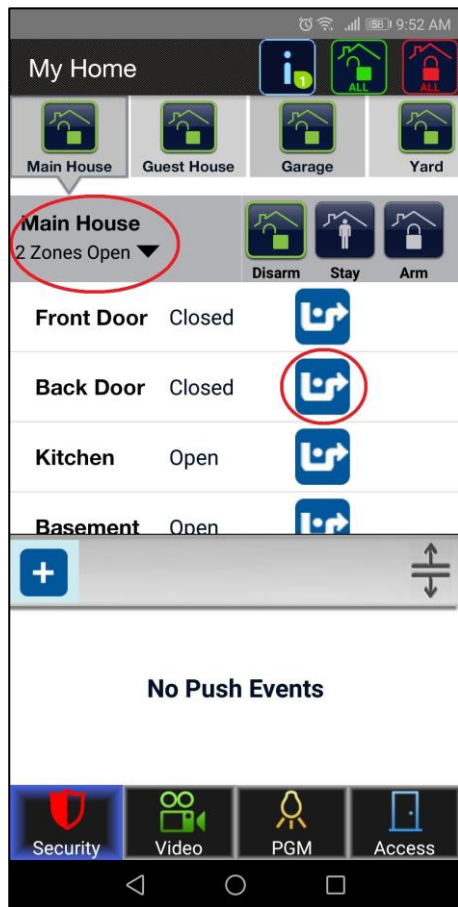 58 9:52 AM
My Home
1
ALL
ALL
Main House
Guest House
Garage
Yard
Main House
2 Zones Open
Disarm
Stay
Arm
Front Door Closed
Back Door Closed
Kitchen Open
Basement Open
No Push Events
Security
Video
PGM
Access